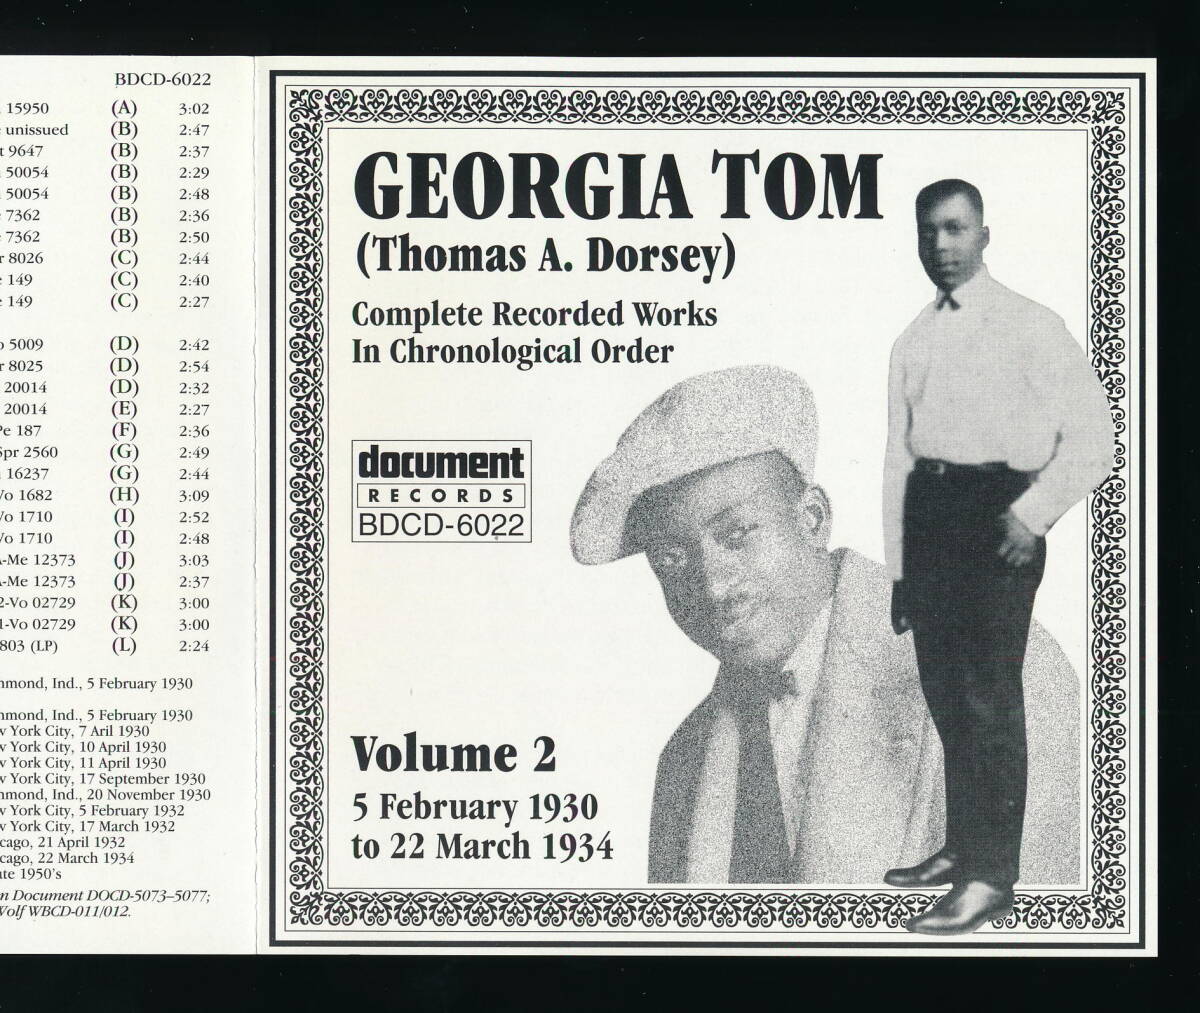 BDCD-6022
15950 (A) 3:02
unissued (B) 2:47
9647 (B) 2:37
50054 (B) 2:29
50054 (B) 2:48
7362 (B) 2:36
7362 (B) 2:50
8026 (C) 2:44
149 (C) 2:40
149 (C) 2:27
5009 (D) 2:42
8025 (D) 2:54
20014 (D) 2:32
20014 (E) 2:27
Pe 187 (F) 2:36
Spr 2560 (G) 2:49
16237 (G) 2:44
Vo 1682 (H) 3:09
Vo 1710 (I) 2:52
Vo 1710 (I) 2:48
A-Me 12373 (J) 3:03
A-Me 12373 (J) 2:37
2-Vo 02729 (K) 3:00
1-Vo 02729 (K) 3:00
803 (LP) (L) 2:24
mond, Ind., 5 February 1930
mond, Ind., 5 February 1930
w York City, 7 Aril 1930
w York City, 10 April 1930
w York City, 11 April 1930
w York City, 17 September 1930
mond, Ind., 20 November 1930
w York City, 5 February 1932
w York City, 17 March 1932
cago, 21 April 1932
cago, 22 March 1934
ate 1950's
n Document DOCD-5073–5077;
Wolf WBCD-011/012.
GEORGIA TOM
(Thomas A. Dorsey)
Complete Recorded Works
In Chronological Order
document
RECORDS
BDCD-6022
Volume 2
5 February 1930
to 22 March 1934